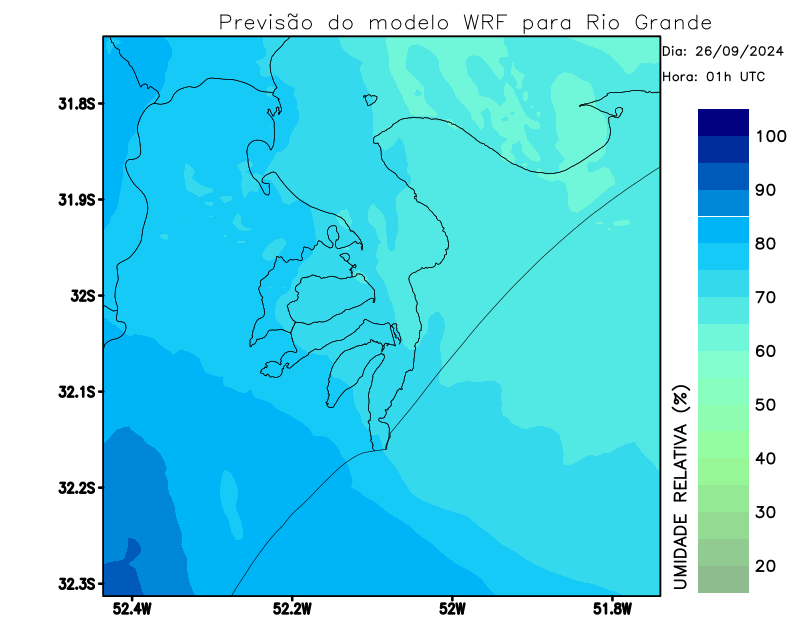 Previsão do modelo WRF para Rio Grande
Dia: 26/09/2024
Hora: 01h UTC
31.8S
31.9S
32S
32.1S
32.2S
32.3S
52.4W
52.2W
52W
51.8W
UMIDADE RELATIVA (%)
100
90
80
70
60
50
40
30
20